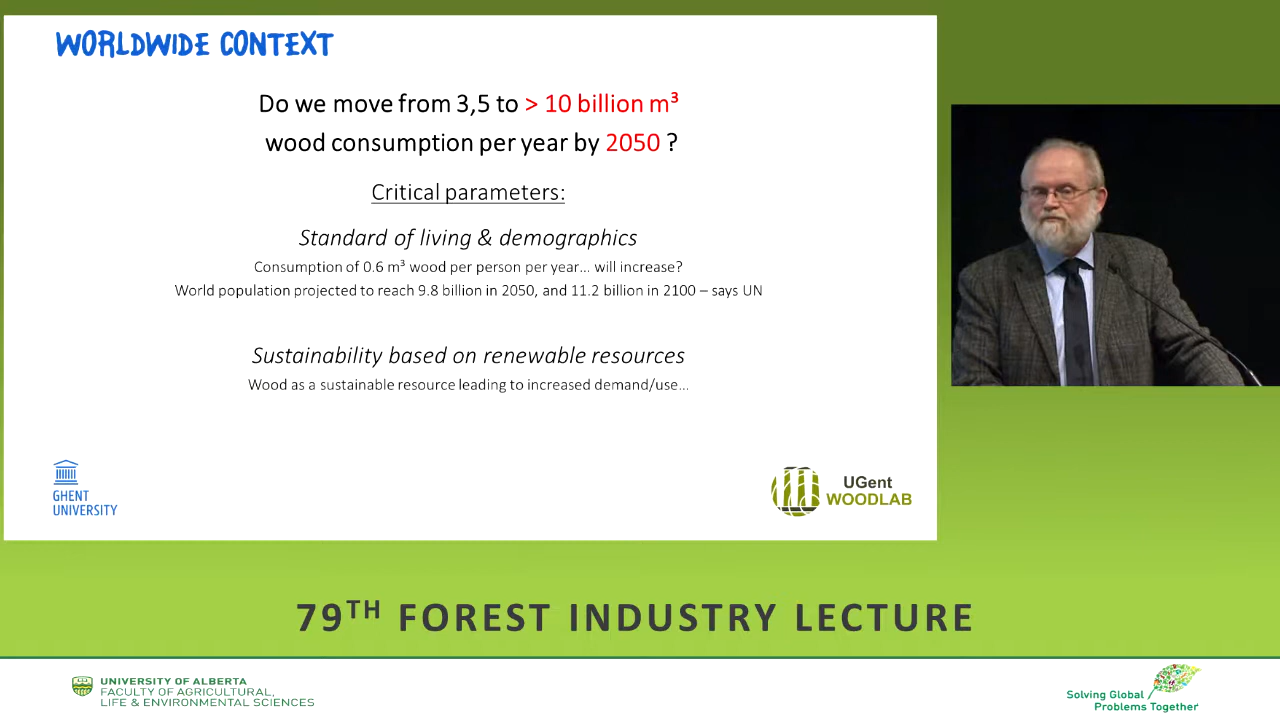 WORLDWIDE CONTEXT
Do we move from 3,5 to > 10 billion m³
wood consumption per year by 2050 ?
Critical parameters:
Standard of living & demographics
Consumption of 0.6 m³ wood per person per year... will increase?
World population projected to reach 9.8 billion in 2050, and 11.2 billion in 2100 – says UN
Sustainability based on renewable resources
Wood as a sustainable resource leading to increased demand/use...
GHENT
UNIVERSITY
UGent
WOODLAB
79TH FOREST INDUSTRY LECTURE
UNIVERSITY OF ALBERTA
FACULTY OF AGRICULTURAL,
LIFE & ENVIRONMENTAL SCIENCES
Solving Global
Problems Together